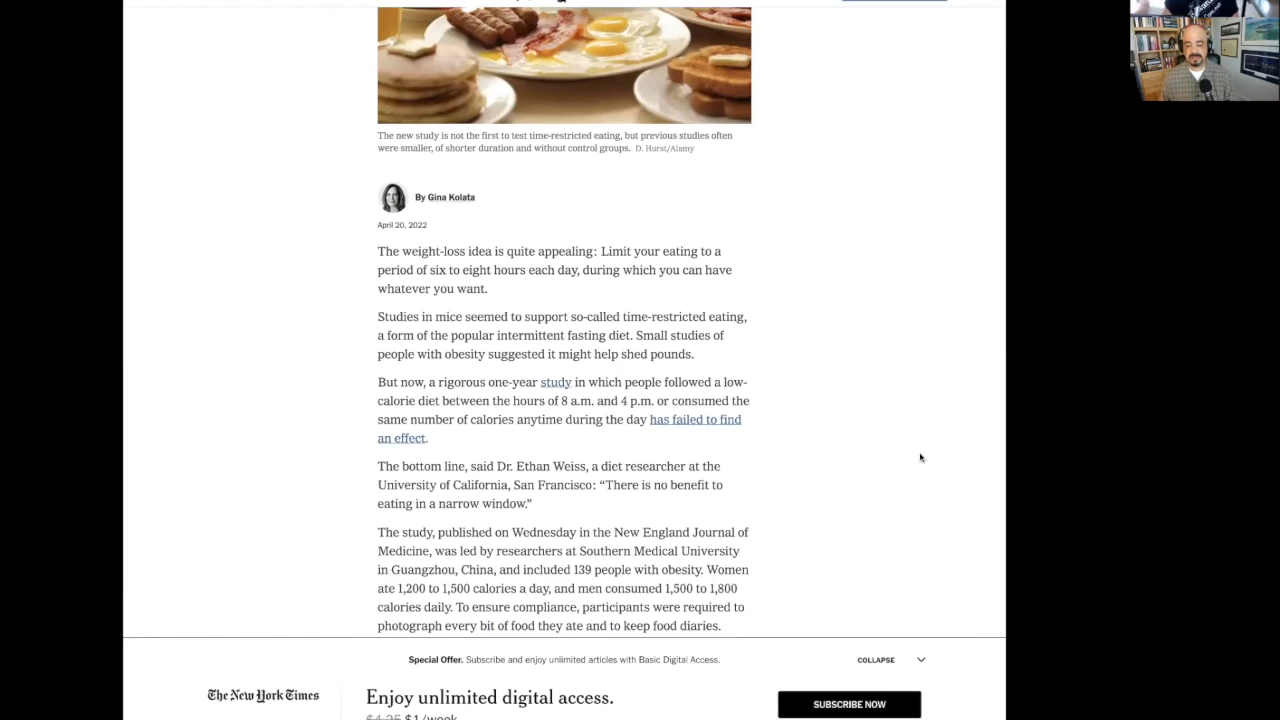 The new study is not the first to test time-restricted eating, but previous studies often
were smaller, of shorter duration and without control groups. D. Hurst/Alamy
By Gina Kolata
April 20, 2022
The weight-loss idea is quite appealing: Limit your eating to a
period of six to eight hours each day, during which you can have
whatever you want.
Studies in mice seemed to support so-called time-restricted eating,
a form of the popular intermittent fasting diet. Small studies of
people with obesity suggested it might help shed pounds.
But now, a rigorous one-year study in which people followed a low-
calorie diet between the hours of 8 a.m. and 4 p.m. or consumed the
same number of calories anytime during the day has failed to find
an effect.
The bottom line, said Dr. Ethan Weiss, a diet researcher at the
University of California, San Francisco: “There is no benefit to
eating in a narrow window.”
The study, published on Wednesday in the New England Journal of
Medicine, was led by researchers at Southern Medical University
in Guangzhou, China, and included 139 people with obesity. Women
ate 1,200 to 1,500 calories a day, and men consumed 1,500 to 1,800
calories daily. To ensure compliance, participants were required to
photograph every bit of food they ate and to keep food diaries.
Special Offer. Subscribe and enjoy unlimited articles with Basic Digital Access.
COLLAPSE
The New York Times
Enjoy unlimited digital access.
$4.25 $1/week
SUBSCRIBE NOW